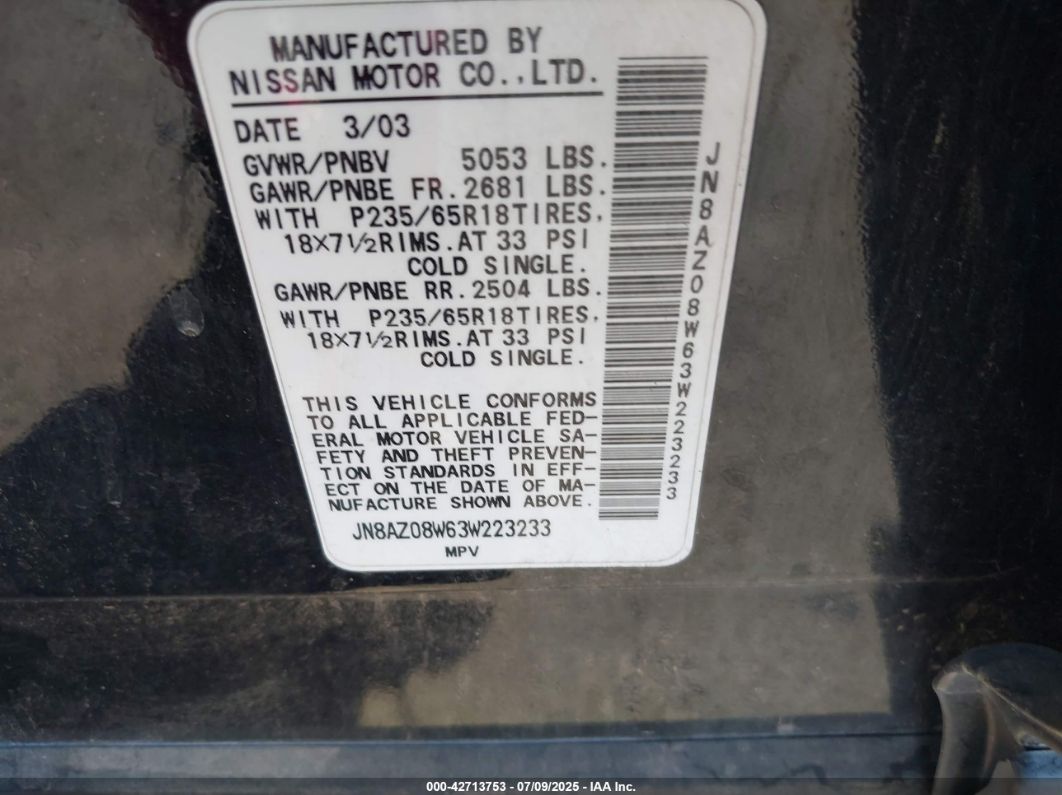 MANUFACTURED BY
NISSAN MOTOR CO.,LTD.
DATE 3/03
GVWR/PNBV 5053 LBS.
GAWR/PNBE FR.2681 LBS.
WITH P235/65R18TIRES,
18X7½RIMS.AT 33 PSI
COLD SINGLE.
GAWR/PNBE RR.2504 LBS.
WITH P235/65R18TIRES,
18X7½RIMS.AT 33 PSI
COLD SINGLE.
THIS VEHICLE CONFORMS
TO ALL APPLICABLE FED-
ERAL MOTOR VEHICLE SA-
FETY AND THEFT PREVEN-
TION STANDARDS IN EFF-
ECT ON THE DATE OF MA-
NUFACTURE SHOWN ABOVE.
JN8AZ08W63W223233
MPV
JN8AZ08W63W223233
000-42713753 - 07/09/2025 - IAA Inc.